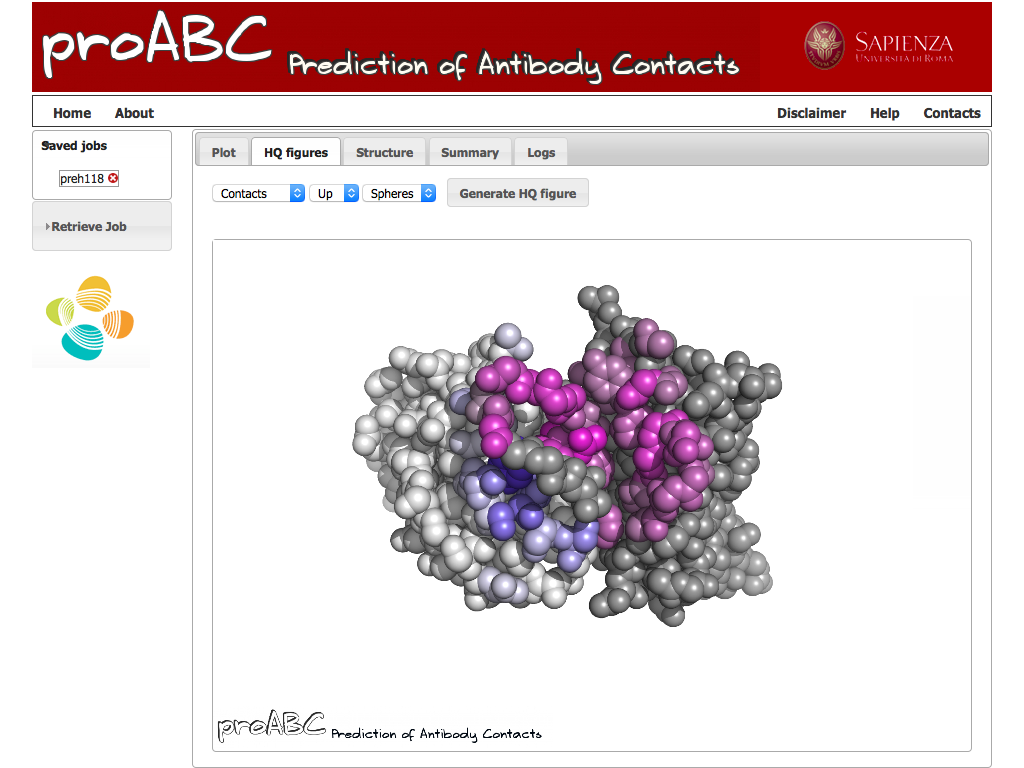 proABC Prediction of Antibody Contacts
SAPIENZA
UNIVERSITÀ DI ROMA
Home About Disclaimer Help Contacts
Saved jobs
preh118
Retrieve Job
Plot HQ figures Structure Summary Logs
Contacts Up Spheres Generate HQ figure
proABC Prediction of Antibody Contacts